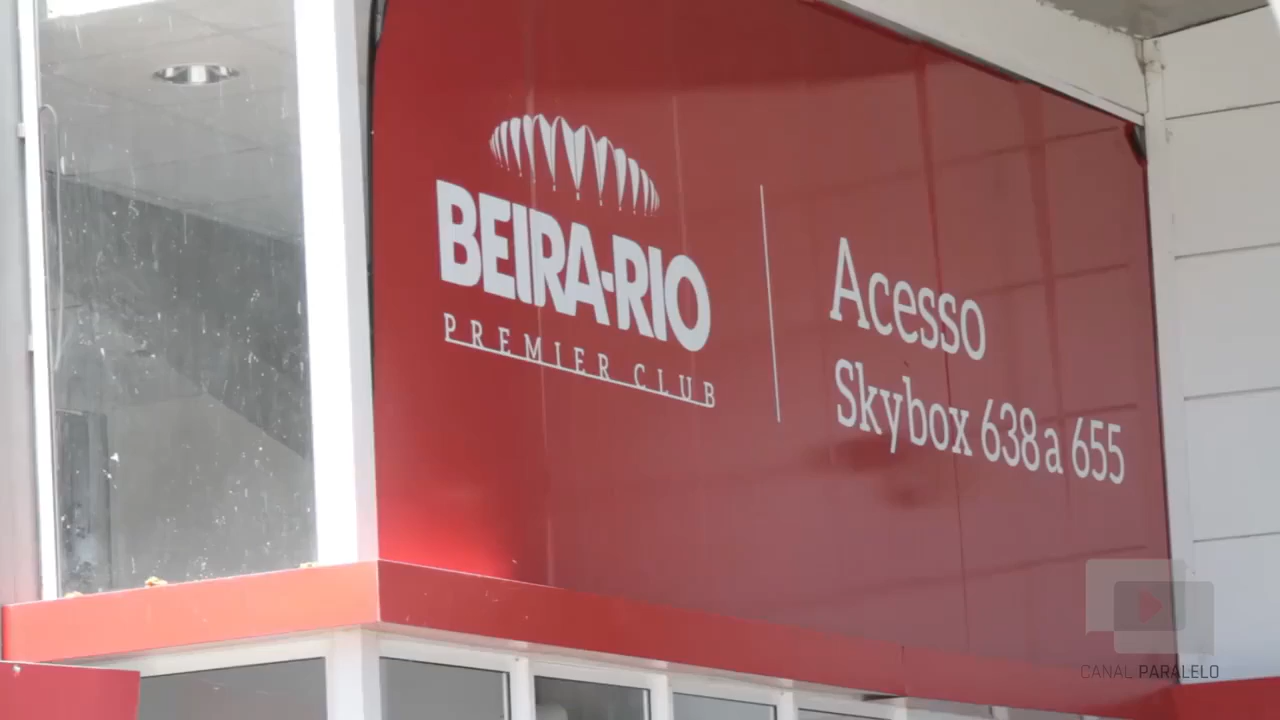 BEIRA-RIO
PREMIER CLUB
Acesso
Skybox 638 a 655
CANAL PARALELO